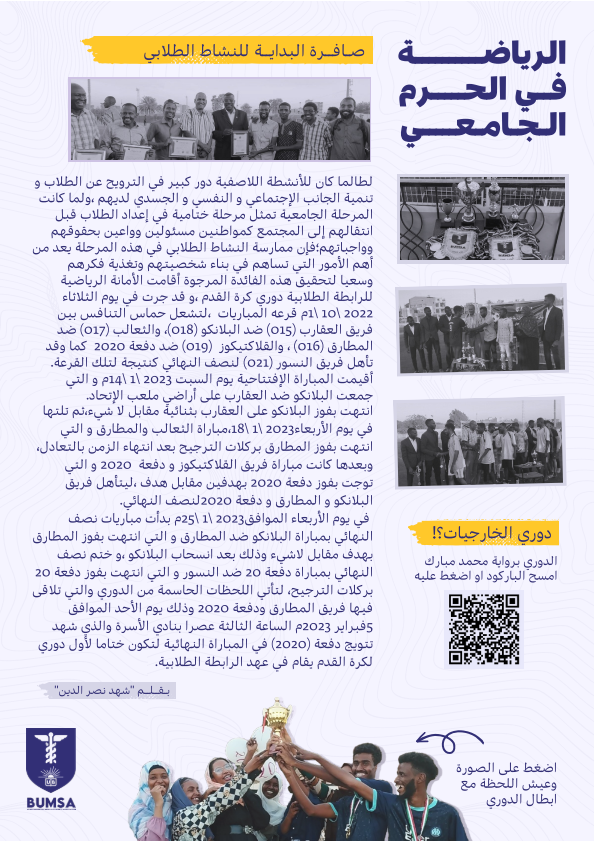 الرياضة
في الحرم
الجامعي
صافرة البداية للنشاط الطلابي
لطالما كان للأنشطة اللاصفية دور كبير في الترويح عن الطلاب و
تنمية الجانب الإجتماعي و النفسي و الجسدي لديهم ،ولما كانت
المرحلة الجامعية تمثل مرحلة ختامية في إعداد الطلاب قبل
انتقالهم إلى المجتمع كمواطنين مسئولين وواعين بحقوقهم
وواجباتهم؛فإن ممارسة النشاط الطلابي في هذه المرحلة يعد من
أهم الأمور التي تساهم في بناء شخصيتهم وتغذية فكرهم
وسعيا لتحقيق هذه الفائدة المرجوة أقامت الأمانة الرياضية
للرابطة الطلابية دوري كرة القدم ،و قد جرت في يوم الثلاثاء
2022 \10 \1م قرعه المباريات ،لتشعل حماس التنافس بين
فريق العقارب (015) ضد البلانكو (018)، والثعالب (017) ضد
المطارق (016) ، والقلاكتيكوز (019) ضد دفعة 2020 كما وقد
تأهل فريق النسور (021) لنصف النهائي كنتيجة لتلك القرعة.
أقيمت المباراة الإفتتاحية يوم السبت 2023 \1 \14م و التي
جمعت البلانكو ضد العقارب على أراضي ملعب الإتحاد.
انتهت بفوز البلانكو على العقارب بثنائية مقابل لا شيء،ثم تلتها
في يوم الأربعاء2023 \1 \18،مباراة الثعالب والمطارق و التي
انتهت بفوز المطارق بركلات الترجيح بعد انتهاء الزمن بالتعادل،
وبعدها كانت مباراة فريق القلاكتيكوز و دفعة 2020 و التي
توجت بفوز دفعة 2020 بهدفين مقابل هدف ،ليتأهل فريق
البلانكو و المطارق و دفعة 2020لنصف النهائي.
في يوم الأربعاء الموافق2023 \1 \25م بدأت مباريات نصف
النهائي بمباراة البلانكو ضد المطارق و التي انتهت بفوز المطارق
بهدف مقابل لاشيء وذلك بعد انسحاب البلانكو ،و ختم نصف
النهائي بمباراة دفعة 20 ضد النسور و التي انتهت بفوز دفعة 20
بركلات الترجيح، لتأتي اللحظات الحاسمة من الدوري والتي تلاقى
فيها فريق المطارق ودفعة 2020 وذلك يوم الأحد الموافق
5فبراير 2023م الساعة الثالثة عصرا بنادي الأسرة والذي شهد
تتويج دفعة (2020) في المباراة النهائية لتكون ختاما لأول دوري
لكرة القدم يقام في عهد الرابطة الطلابية.
بقلم "شهد نصر الدين"
دوري الخارجيات؟!
الدوري برواية محمد مبارك
امسح الباركود او اضغط عليه
اضغط على الصورة
وعيش اللحظة مع
ابطال الدوري
BUMSA